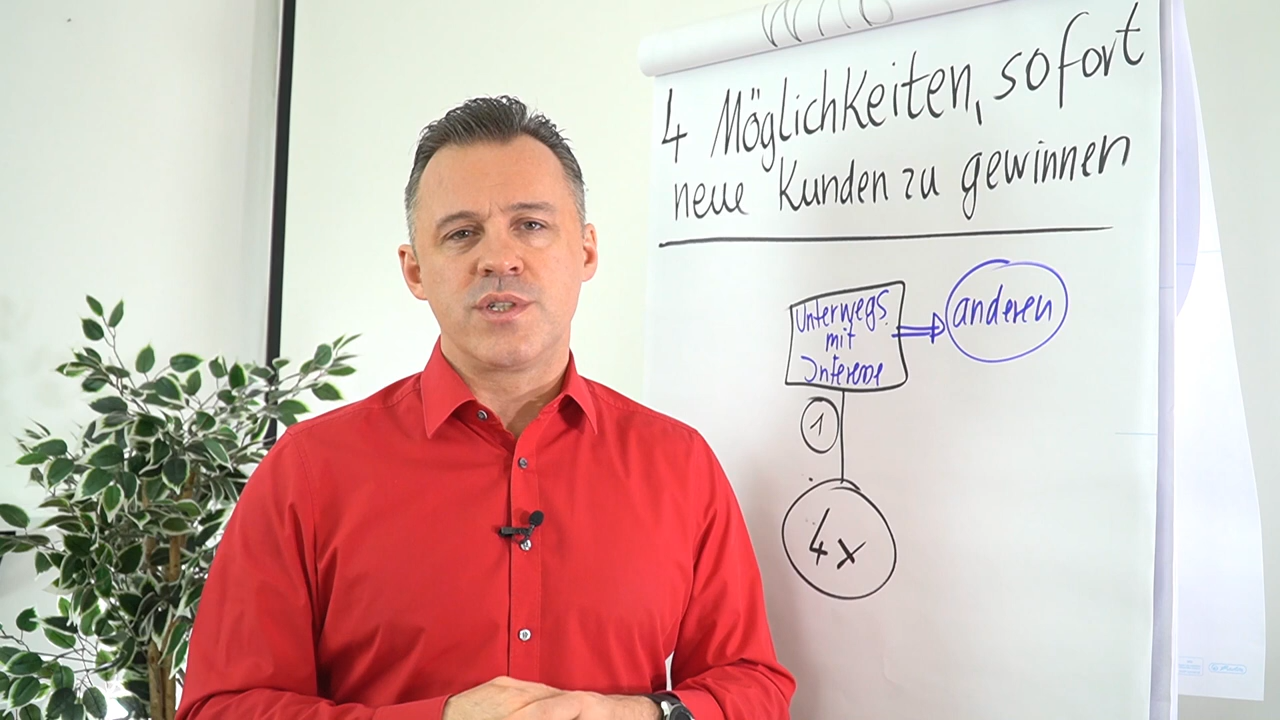 4 Möglichkeiten, sofort
neue Kunden zu gewinnen
Unterwegs
mit
Interesse
anderen
1
4x